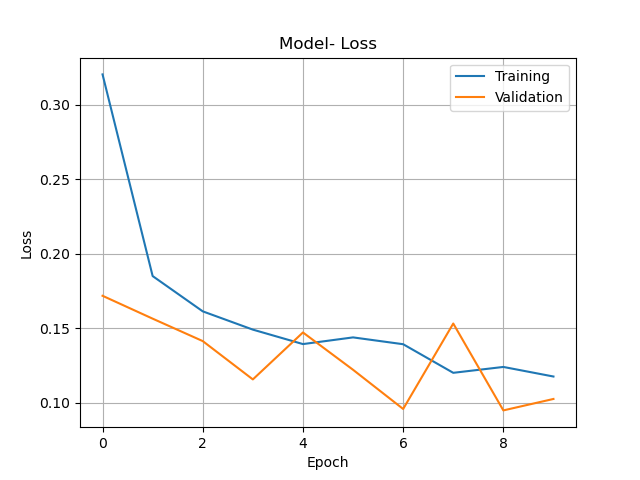 Model- Loss
Training
Validation
Loss
0.30
0.25
0.20
0.15
0.10
0 2 4 6 8
Epoch